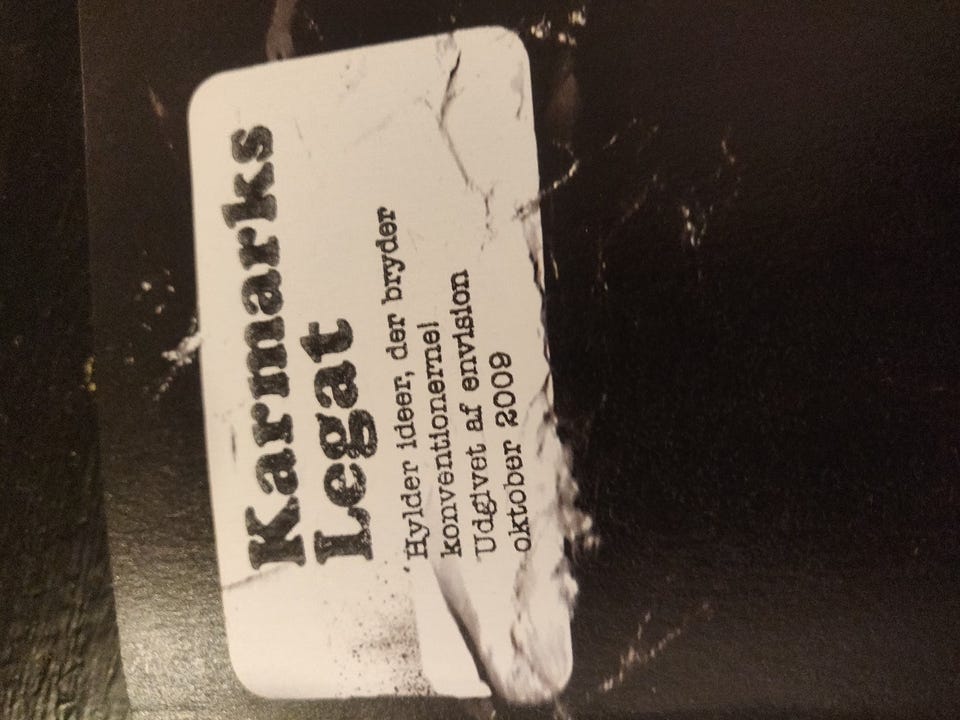 Karmarks
Legat
Hylder ideer, der bryder
konventionerne!
Udgivet af envision
oktober 2009